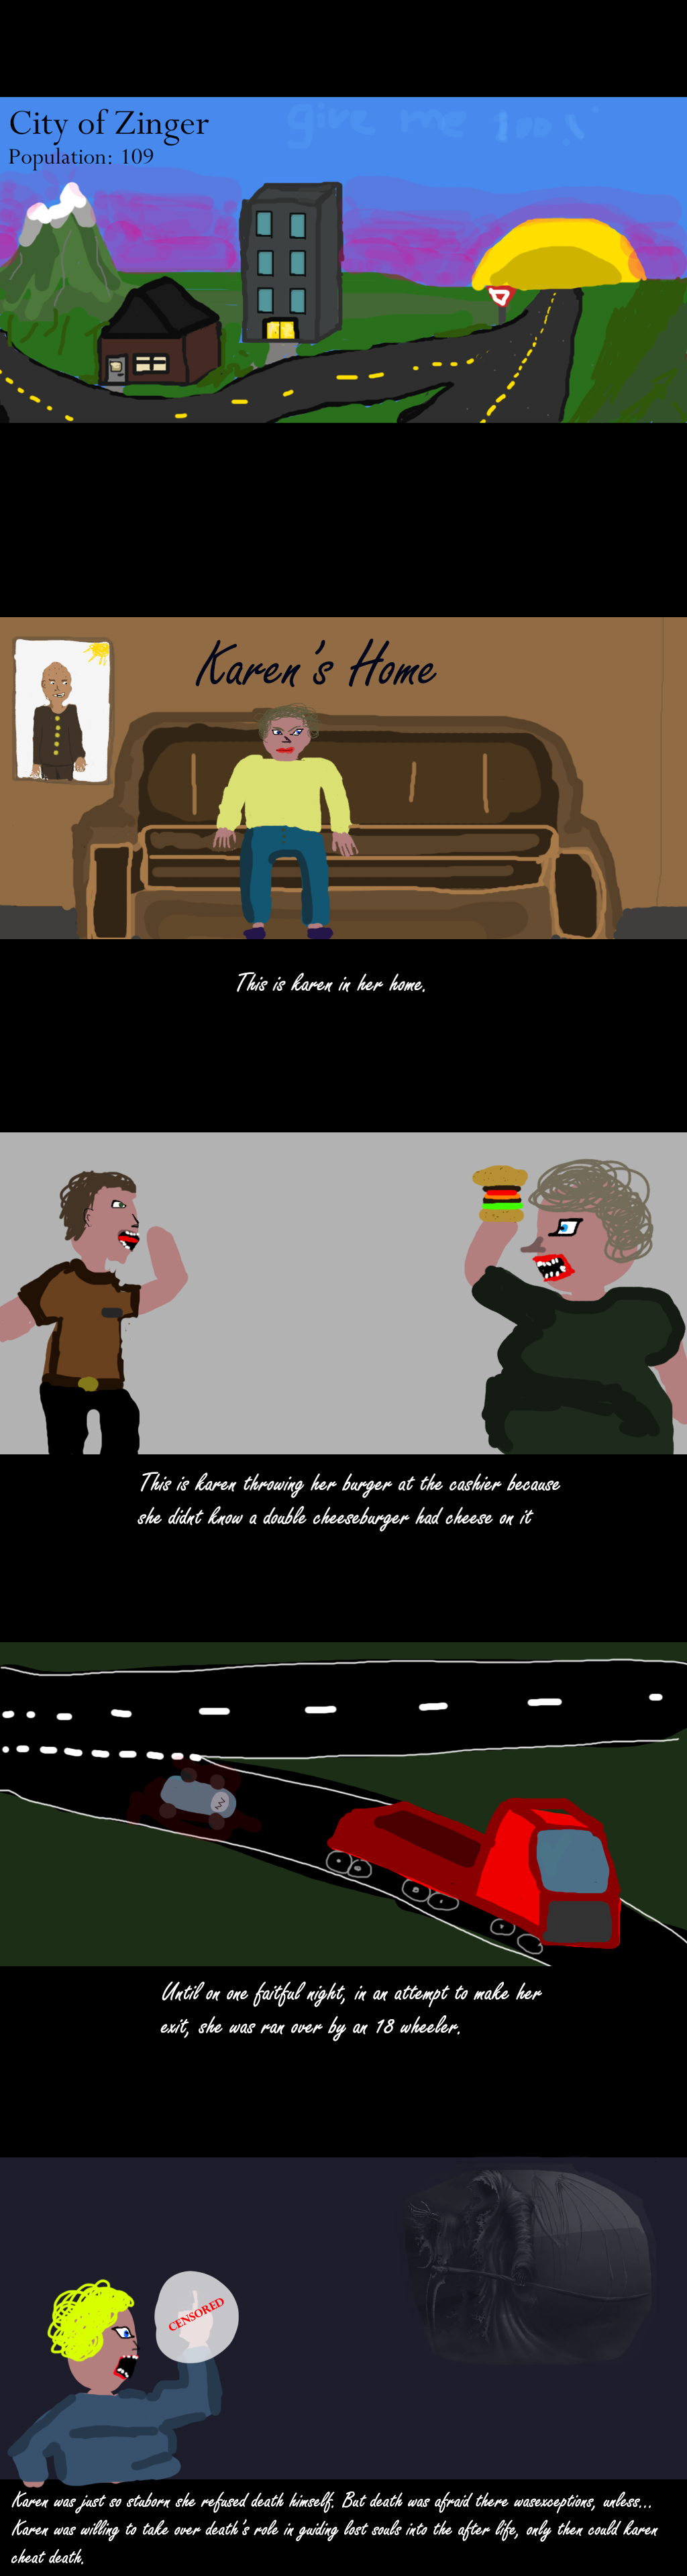 give me 100!
City of Zinger
Population: 109
Karen's Home
This is karen in her home.
This is karen throwing her burger at the cashier because
she didnt know a double cheeseburger had cheese on it
Until on one faitful night, in an attempt to make her
exit, she was ran over by an 18 wheeler.
CENSORED
Karen was just so stuborn she refused death himself. But death was afraid there wasexceptions, unless...
Karen was willing to take over death's role in guiding lost souls into the after life, only then could karen
cheat death.